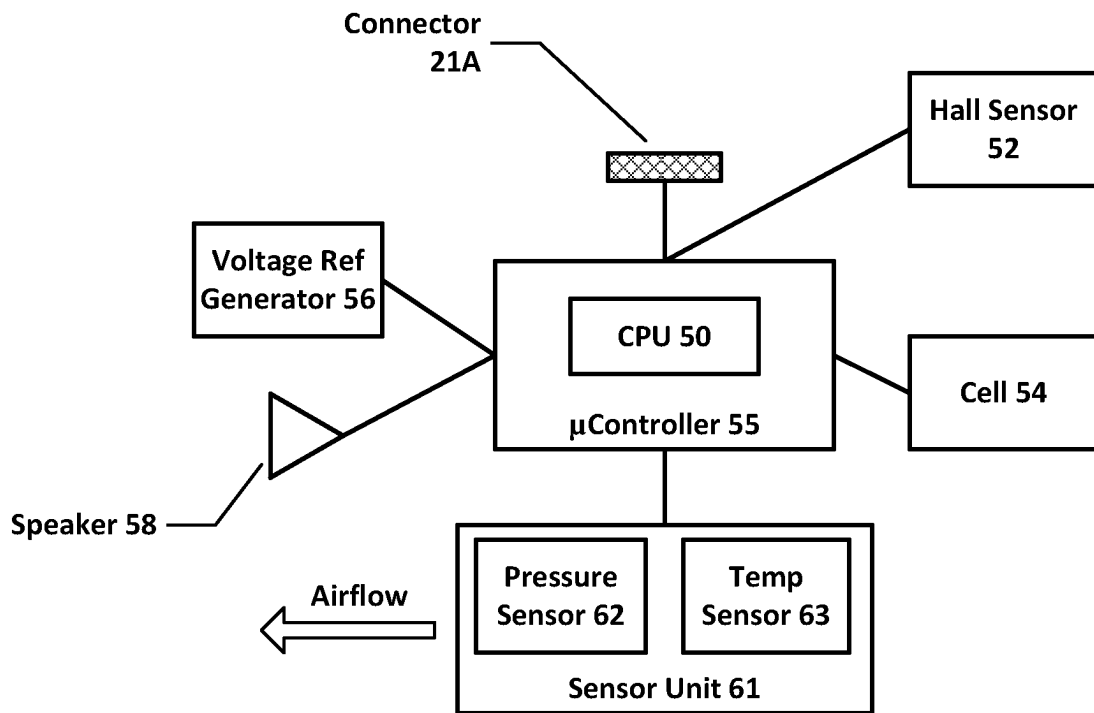 Connector
21A
Hall Sensor
52
Voltage Ref
Generator 56
CPU 50
μController 55
Cell 54
Speaker 58
Airflow
Pressure
Sensor 62
Temp
Sensor 63
Sensor Unit 61